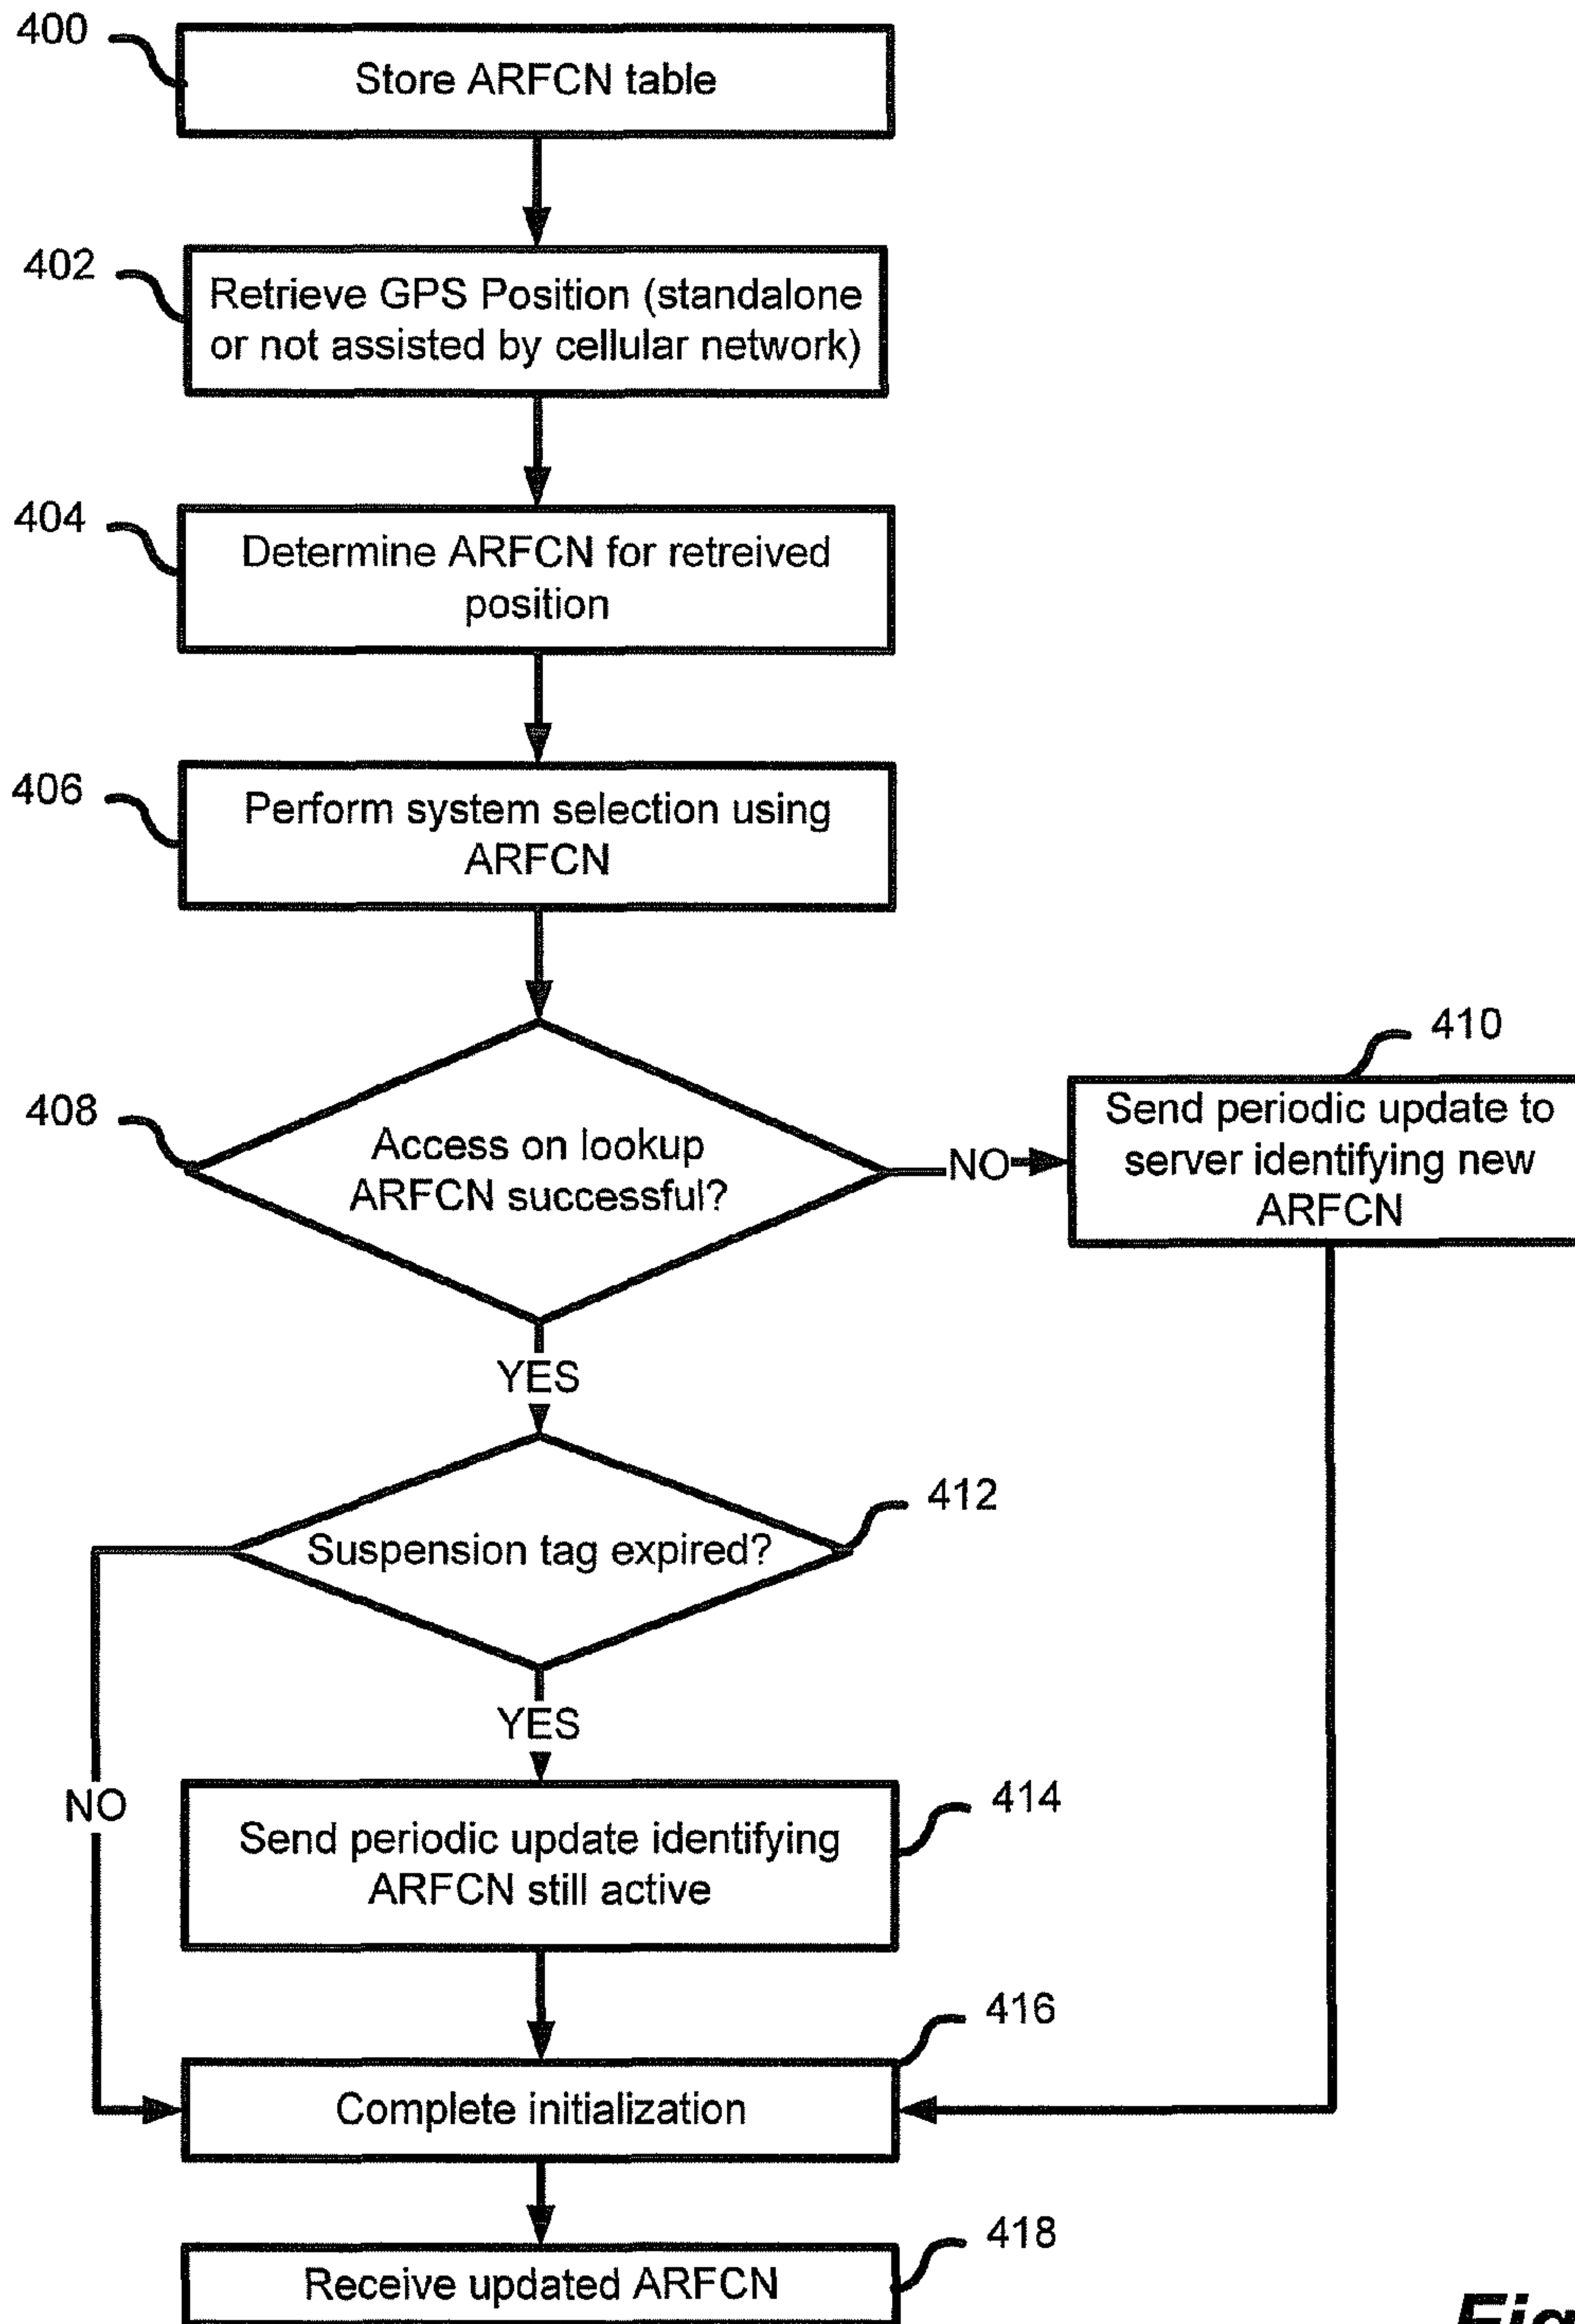 400
Store ARFCN table
402
Retrieve GPS Position (standalone
or not assisted by cellular network)
404
Determine ARFCN for retreived
position
406
Perform system selection using
ARFCN
408
Access on lookup
ARFCN successful?
NO
410
Send periodic update to
server identifying new
ARFCN
YES
412
Suspension tag expired?
YES
NO
414
Send periodic update identifying
ARFCN still active
416
Complete initialization
418
Receive updated ARFCN
Fig